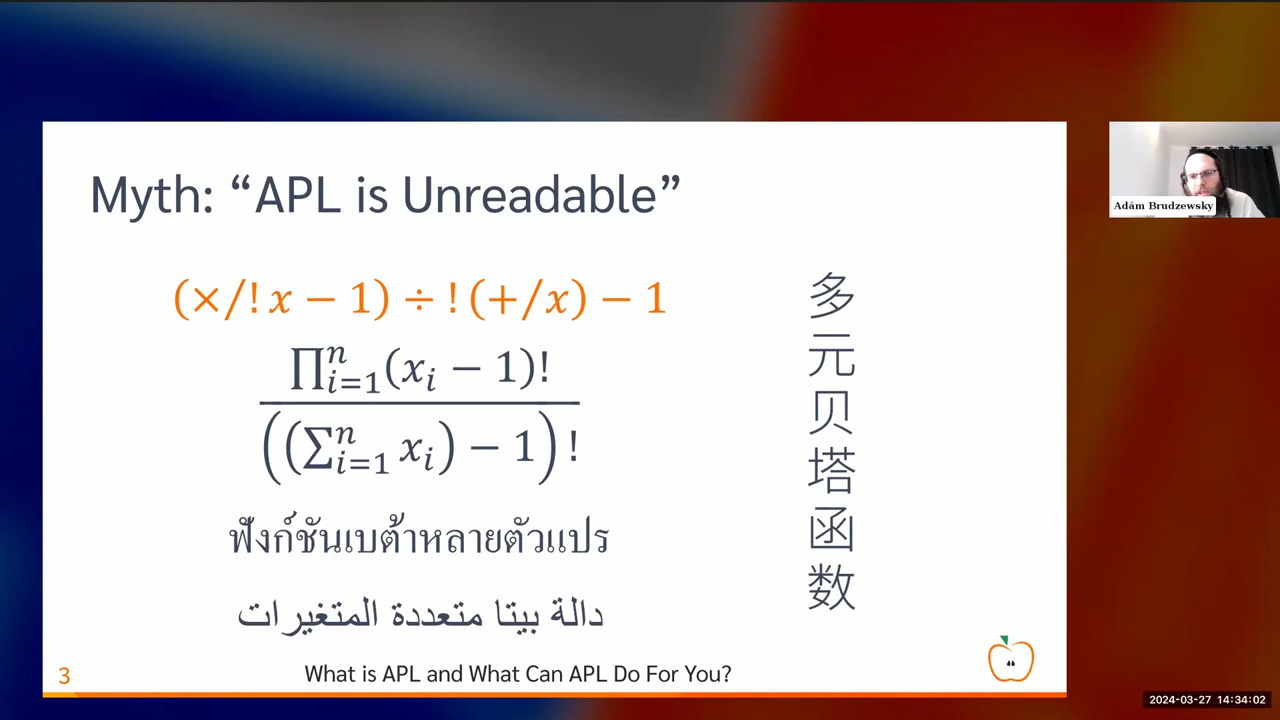 Myth: “APL is Unreadable”
(×/! x − 1) ÷ ! (+/x) − 1
∏ⁿᵢ₌₁(xᵢ − 1)!
((∑ⁿᵢ₌₁ xᵢ) − 1)!
ฟังก์ชันเบต้าหลายตัวแปร
دالة بيتا متعددة المتغيرات
多元贝塔函数
3
What is APL and What Can APL Do For You?
Adám Brudzewsky
2024-03-27 14:34:02